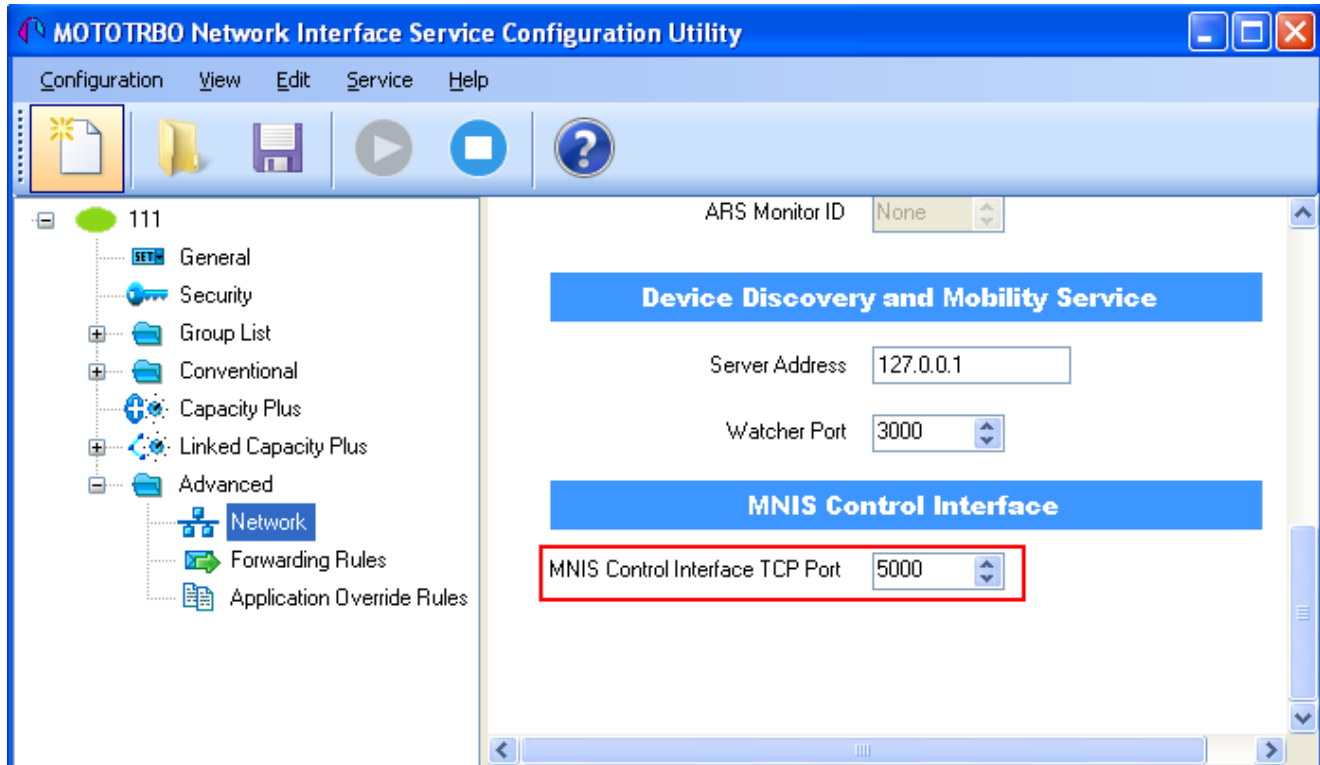 MOTOTRBO Network Interface Service Configuration Utility
Configuration View Edit Service Help
111
SET
General
Security
Group List
Conventional
Capacity Plus
Linked Capacity Plus
Advanced
Network
Forwarding Rules
Application Override Rules
ARS Monitor ID None
Device Discovery and Mobility Service
Server Address 127.0.0.1
Watcher Port 3000
MNIS Control Interface
MNIS Control Interface TCP Port 5000